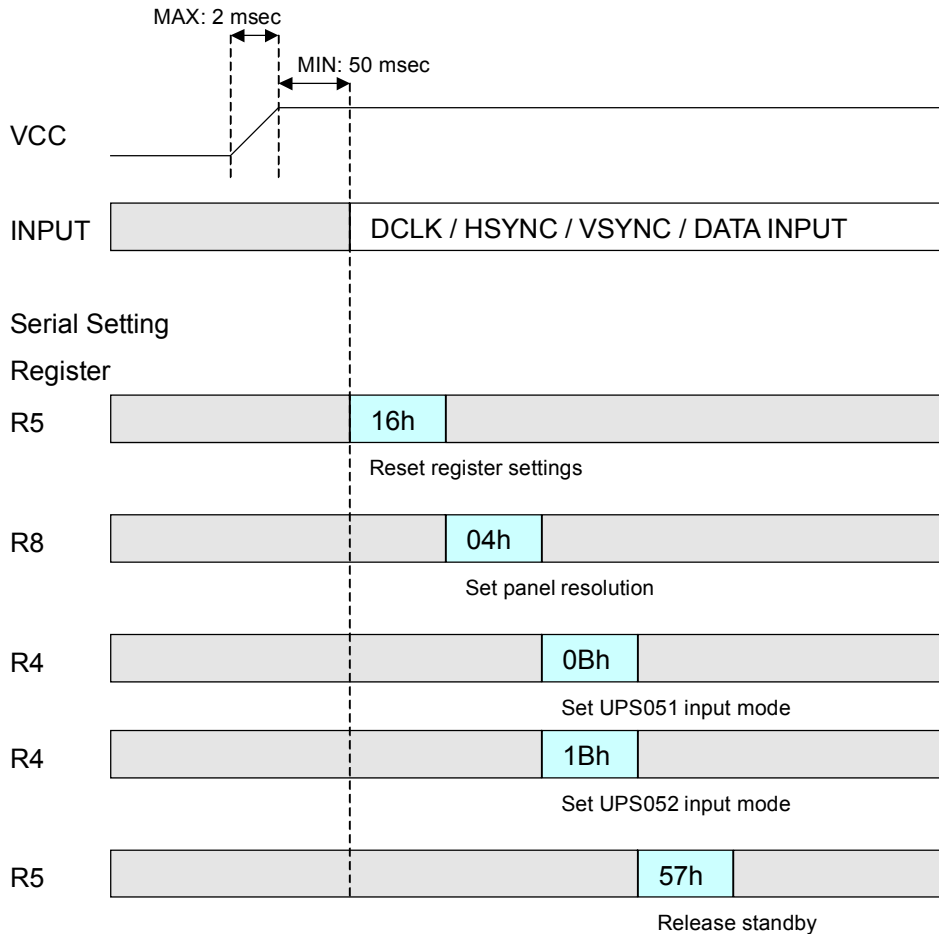 MAX: 2 msec
MIN: 50 msec
VCC
INPUT
DCLK / HSYNC / VSYNC / DATA INPUT
Serial Setting
Register
R5
16h
Reset register settings
R8
04h
Set panel resolution
R4
0Bh
Set UPS051 input mode
R4
1Bh
Set UPS052 input mode
R5
57h
Release standby